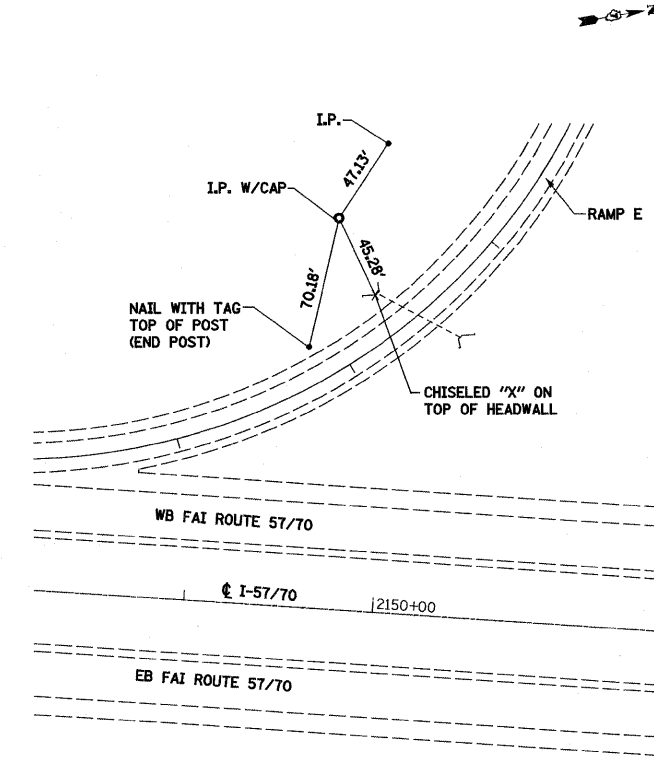 Z
I.P.
47.13'
I.P. W/CAP
RAMP E
45.28'
70.18'
NAIL WITH TAG
TOP OF POST
(END POST)
CHISELED "X" ON
TOP OF HEADWALL
WB FAI ROUTE 57/70
℄ I-57/70
2150+00
EB FAI ROUTE 57/70